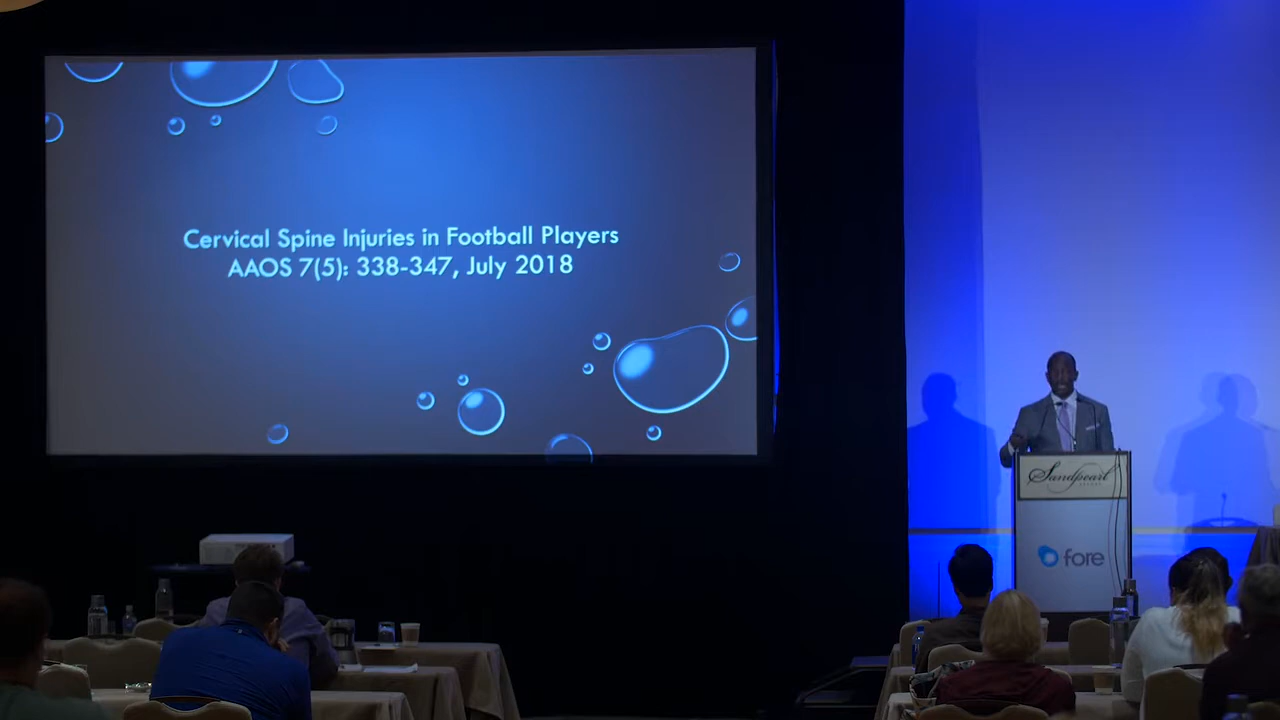 Cervical Spine Injuries in Football Players
AAOS 7(5): 338-347, July 2018
Sandpearl
fore